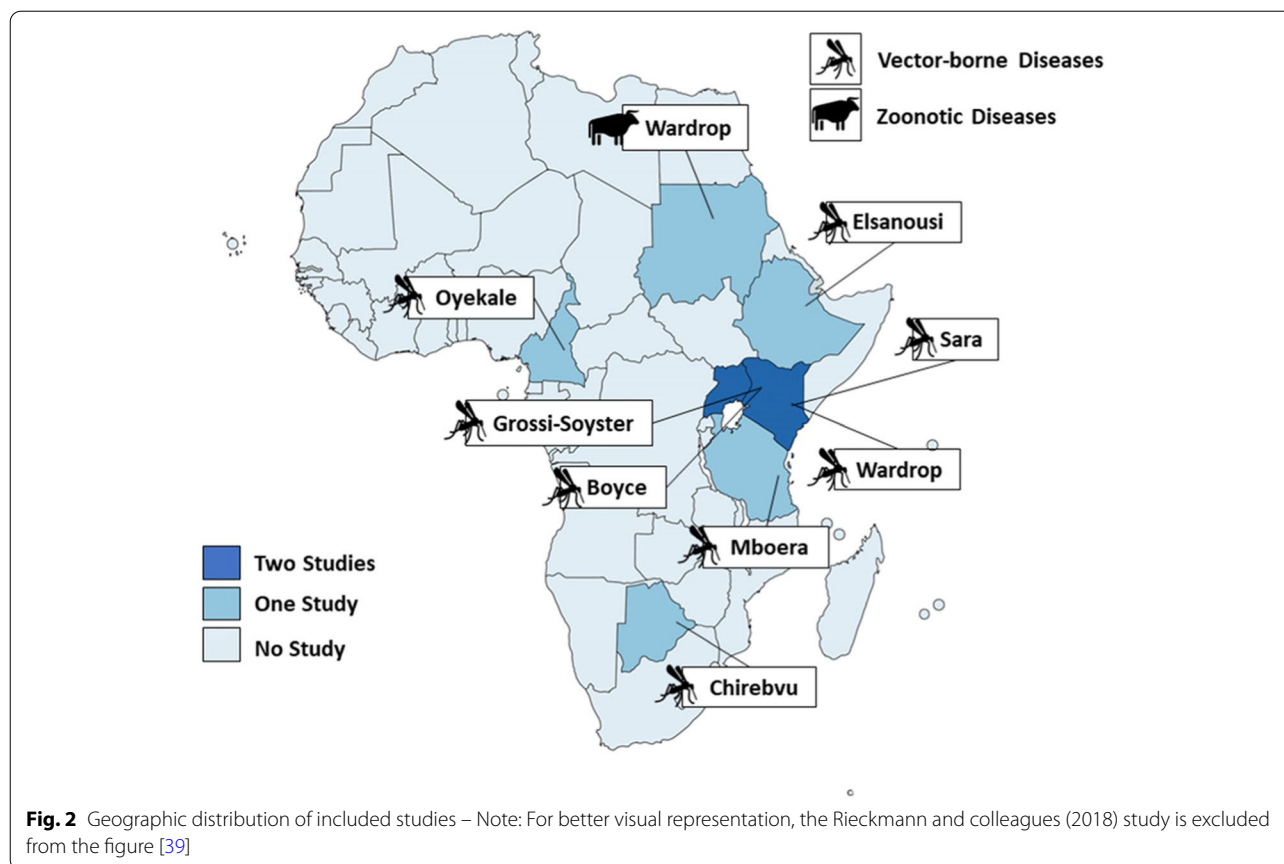 Vector-borne Diseases
Zoonotic Diseases
Wardrop
Elsanousi
Oyekale
Sara
Grossi-Soyster
Wardrop
Boyce
Mboera
Two Studies
One Study
No Study
Chirebvu
Fig. 2 Geographic distribution of included studies – Note: For better visual representation, the Rieckmann and colleagues (2018) study is excluded
from the figure [39]